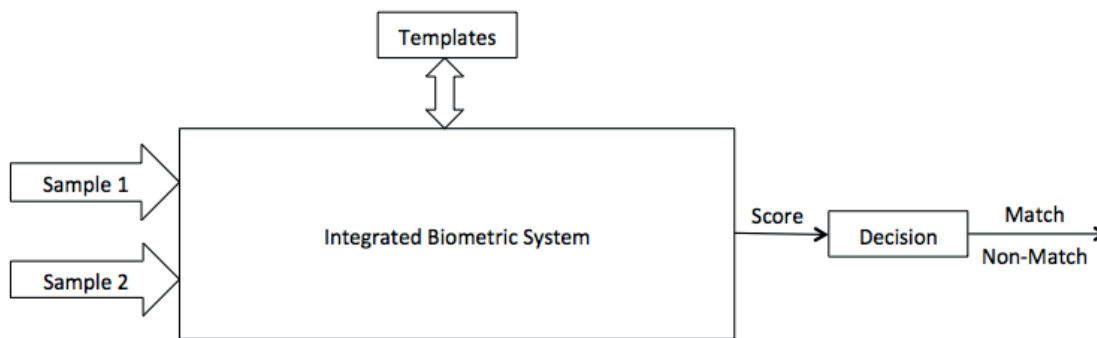 Templates
Sample 1
Sample 2
Integrated Biometric System
Score
Decision
Match
Non-Match